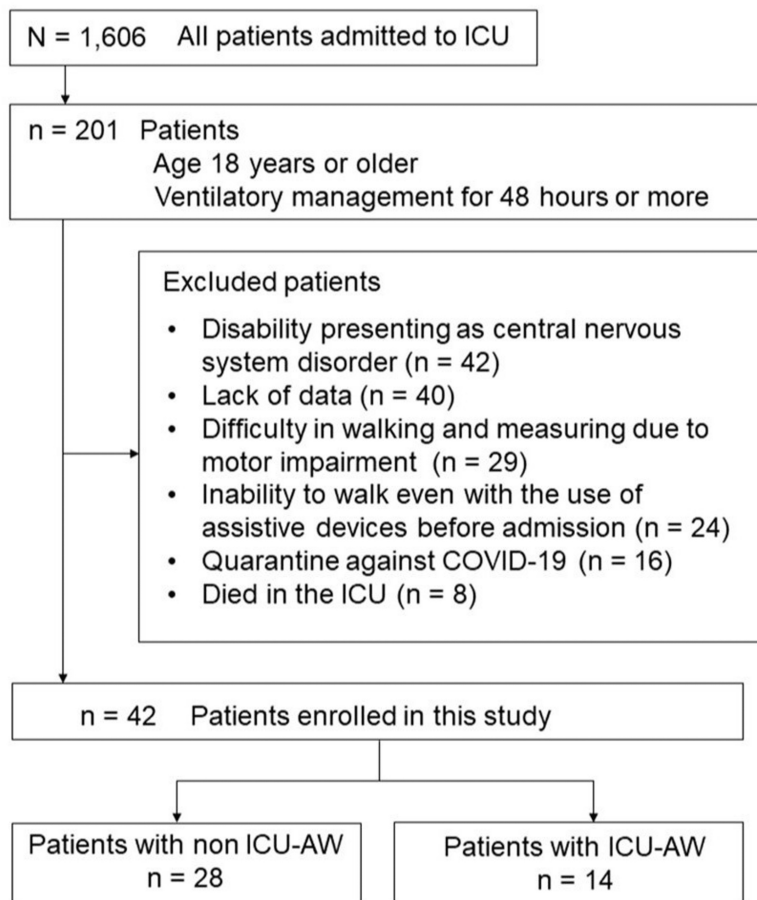 N = 1,606 All patients admitted to ICU
n = 201 Patients
Age 18 years or older
Ventilatory management for 48 hours or more
Excluded patients
• Disability presenting as central nervous
system disorder (n = 42)
• Lack of data (n = 40)
• Difficulty in walking and measuring due to
motor impairment (n = 29)
• Inability to walk even with the use of
assistive devices before admission (n = 24)
• Quarantine against COVID-19 (n = 16)
• Died in the ICU (n = 8)
n = 42 Patients enrolled in this study
Patients with non ICU-AW
n = 28
Patients with ICU-AW
n = 14